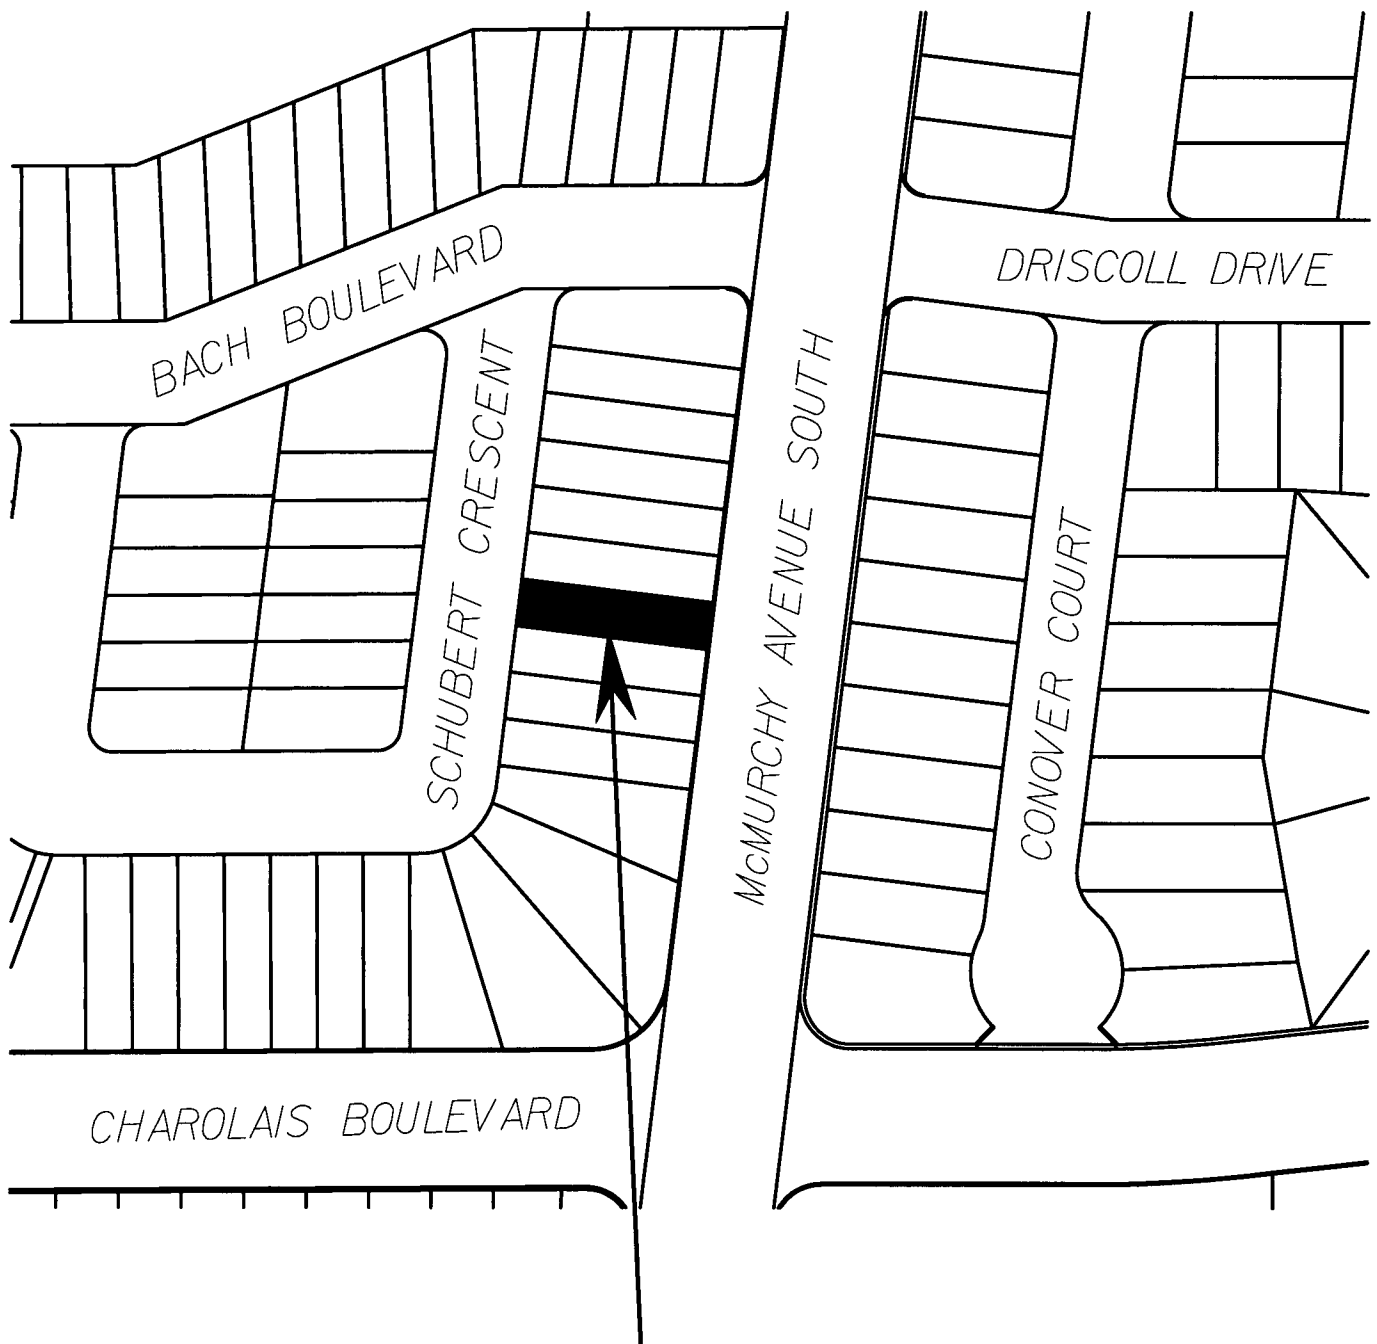 BACH BOULEVARD
DRISCOLL DRIVE
SCHUBERT CRESCENT
McMURCHY AVENUE SOUTH
CONOVER COURT
CHAROLAIS BOULEVARD